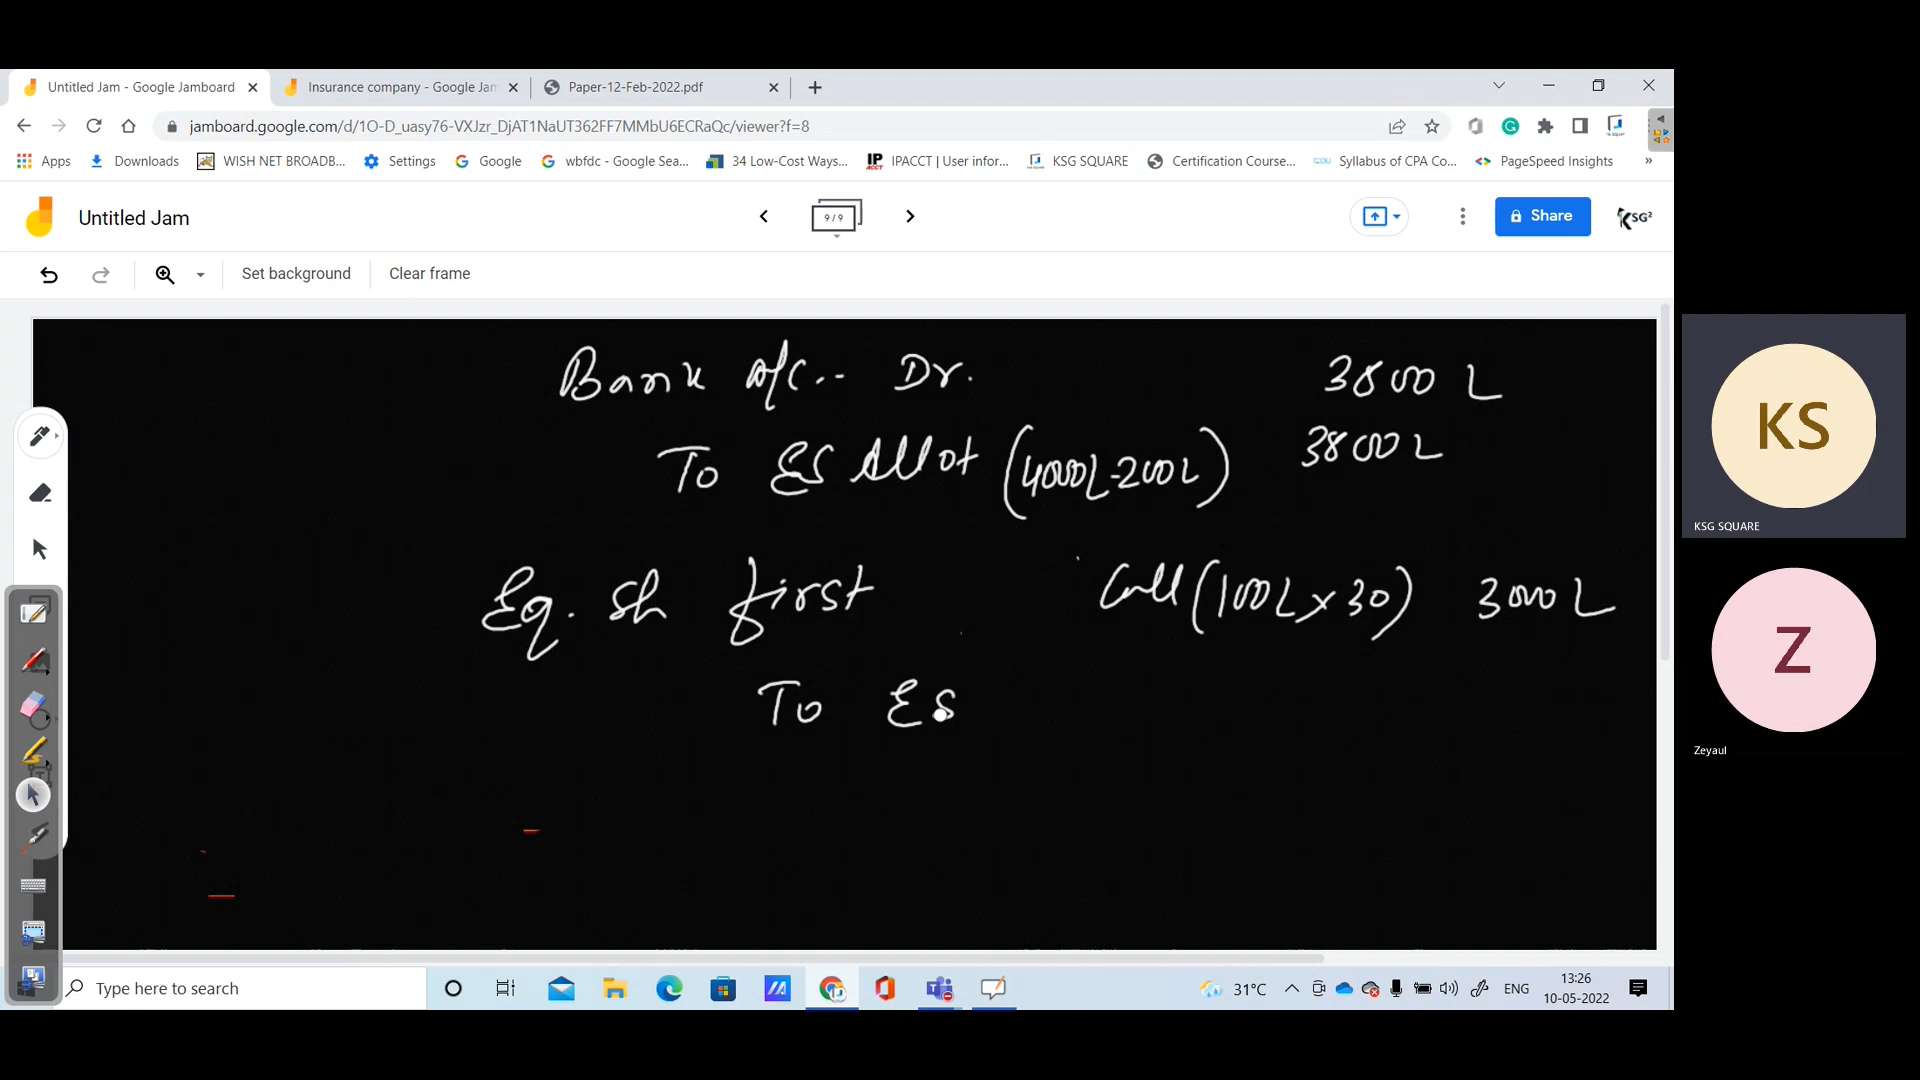 Untitled Jam - Google Jamboard
Insurance company - Google Jan
Paper-12-Feb-2022.pdf
jamboard.google.com/d/1O-D_uasy76-VXJzr_DjAT1NaUT362FF7MMbU6ECRaQc/viewer?f=8
Apps
Downloads
WISH NET BROADB...
Settings
Google
wbfdc - Google Sea...
34 Low-Cost Ways...
IPACCT | User infor...
KSG SQUARE
Certification Course...
Syllabus of CPA Co...
PageSpeed Insights
»
Untitled Jam
9 / 9
Share
KSG²
Set background
Clear frame
Bank A/c.- Dr. 3800 L
To ES Allot (4000L-200L) 3800 L
Eq. Sh first Call (100L x 30) 3000 L
To ES
KS
KSG SQUARE
Z
Zeyaul
Type here to search
31°C
ENG
13:26
10-05-2022